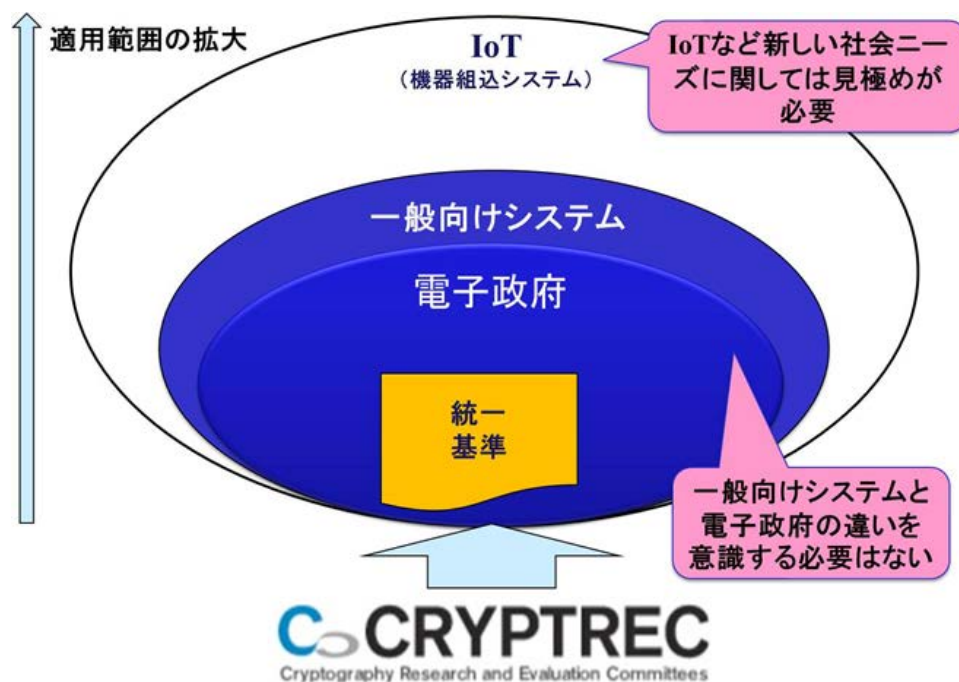 適用範囲の拡大
IoT
(機器組込システム)
IoTなど新しい社会ニー
ズに関しては見極めが
必要
一般向けシステム
電子政府
統一
基準
一般向けシステムと
電子政府の違いを
意識する必要はない
CRYPTREC
Cryptography Research and Evaluation Committees